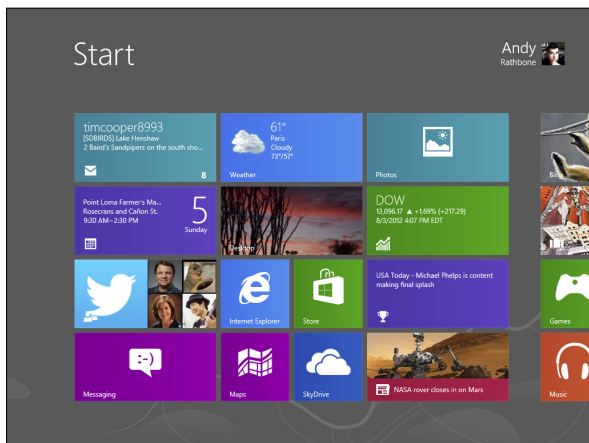 Start
Andy
Rathbone
timcooper8993
[SDBIRDS] Lake Henshaw
2 Baird's Sandpipers on the south sho...
8
61°
Paris
Cloudy
73°/57°
Weather
Photos
Bing
Point Loma Farmer's Ma...
Rosecrans and Cañon St.
9:30 AM–2:30 PM
5
Sunday
Desktop
DOW
13,096.17 ▲ +1.69% (+217.29)
8/3/2012 4:07 PM EDT
Internet Explorer
Store
USA Today - Michael Phelps is content
making final splash
Games
Messaging
:-)
Maps
SkyDrive
NASA rover closes in on Mars
Music